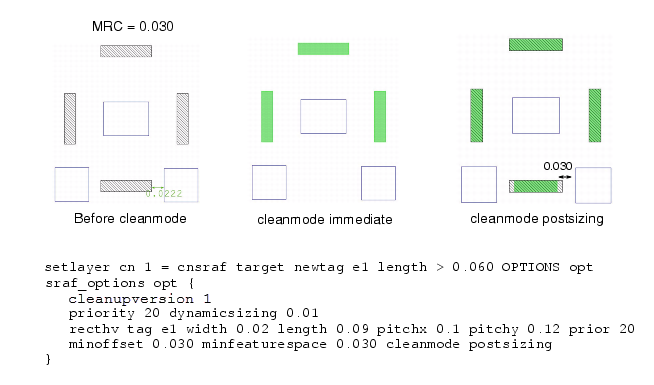 MRC = 0.030
0.030
0.0222
Before cleanmode
cleanmode immediate
cleanmode postsizing
setlayer cn 1 = cnsraf target newtag e1 length > 0.060 OPTIONS opt
sraf_options opt {
cleanupversion 1
priority 20 dynamicsizing 0.01
recthv tag e1 width 0.02 length 0.09 pitchx 0.1 pitchy 0.12 prior 20
minoffset 0.030 minfeaturespace 0.030 cleanmode postsizing
}